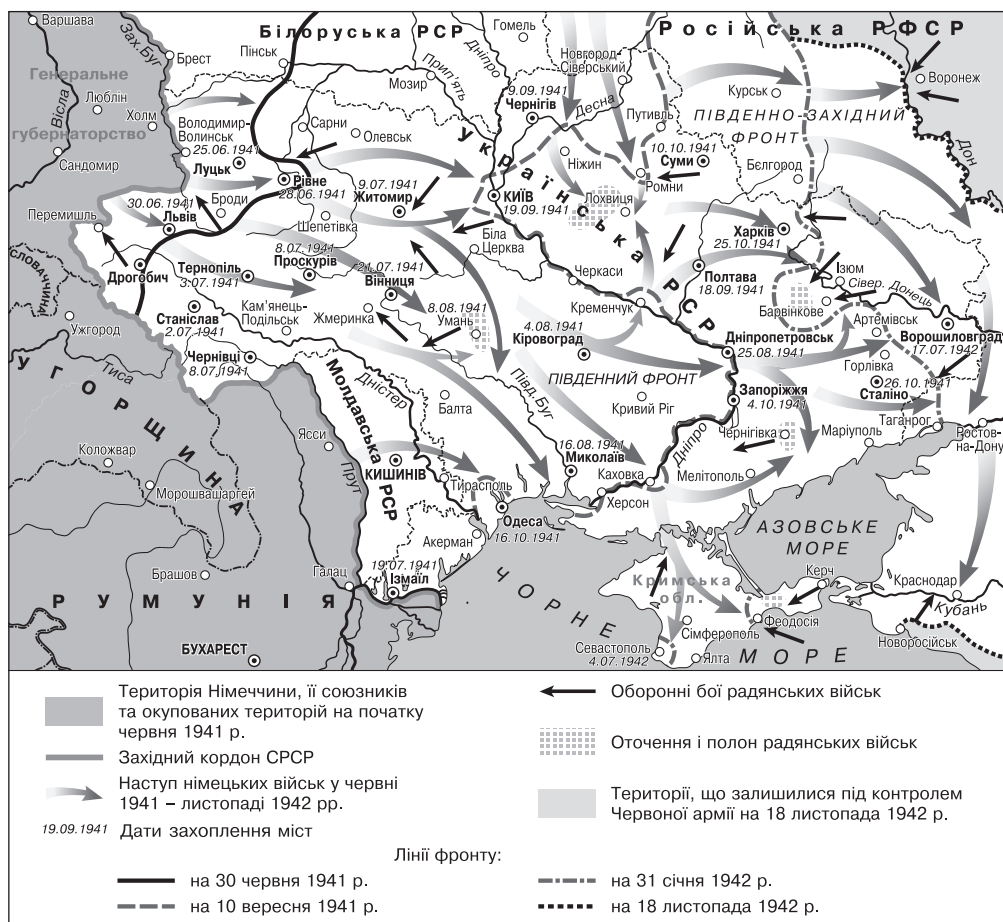 Варшава
Зах. Буг
Брест
Білоруська РСР
Пінськ
Гомель
Дніпро
Прип'ять
Мозир
Новгород
Сіверський
Російська РФСР
Воронеж
Дон
Генеральне
губернаторство
Вісла
Люблін
Холм
Сандомир
Володимир-
Волинськ
25.06.1941
Луцьк
Сарни
Олевськ
Рівне
28.06.1941
9.09.1941
Чернігів
Десна
Путивль
Курськ
ПІВДЕННО-ЗАХІДНИЙ
ФРОНТ
10.10.1941
Суми
Бєлгород
Ніжин
Ромни
Лохвиця
Українська РСР
КИЇВ
19.09.1941
9.07.1941
Житомир
30.06.1941
Львів
Броди
Шепетівка
Перемишль
Дрогобич
Тернопіль
3.07.1941
8.07.1941
Проскурів
Біла
Церква
21.07.1941
Вінниця
Черкаси
Харків
25.10.1941
Полтава
18.09.1941
Ізюм
Сівер. Донець
Барвінкове
Артемівськ
Ворошиловград
17.07.1942
Горлівка
26.10.1941
Сталіно
Кременчук
Дніпропетровськ
25.08.1941
СЛОВАЧЧИНА
Ужгород
Тиса
УГОРЩИНА
Станіслав
2.07.1941
Кам'янець-
Подільськ
Жмеринка
8.08.1941
Умань
4.08.1941
Кіровоград
Чернівці
8.07.1941
Молдавська РСР
Дністер
Півд.Буг
ПІВДЕННИЙ ФРОНТ
Балта
Кривий Ріг
Запоріжжя
4.10.1941
Чернігівка
Маріуполь
Таганрог
Ростов-
на-Дону
Коложвар
Морошвашаргей
Ясси
Прут
КИШИНІВ
Тирасполь
16.08.1941
Миколаїв
Каховка
Дніпро
Мелітополь
Херсон
Одеса
16.10.1941
Акерман
АЗОВСЬКЕ
МОРЕ
Брашов
Галац
19.07.1941
Ізмаїл
РУМУНІЯ
БУХАРЕСТ
ЧОРНЕ МОРЕ
Кримська
обл.
Керч
Краснодар
Кубань
Сімферополь
Феодосія
Новоросійськ
Севастополь
4.07.1942
Ялта
Територія Німеччини, її союзників
та окупованих територій на початку
червня 1941 р.
Західний кордон СРСР
Наступ німецьких військ у червні
1941 – листопаді 1942 рр.
19.09.1941 Дати захоплення міст
Оборонні бої радянських військ
Оточення і полон радянських військ
Території, що залишилися під контролем
Червоної армії на 18 листопада 1942 р.
Лінії фронту:
на 30 червня 1941 р.
на 10 вересня 1941 р.
на 31 січня 1942 р.
на 18 листопада 1942 р.